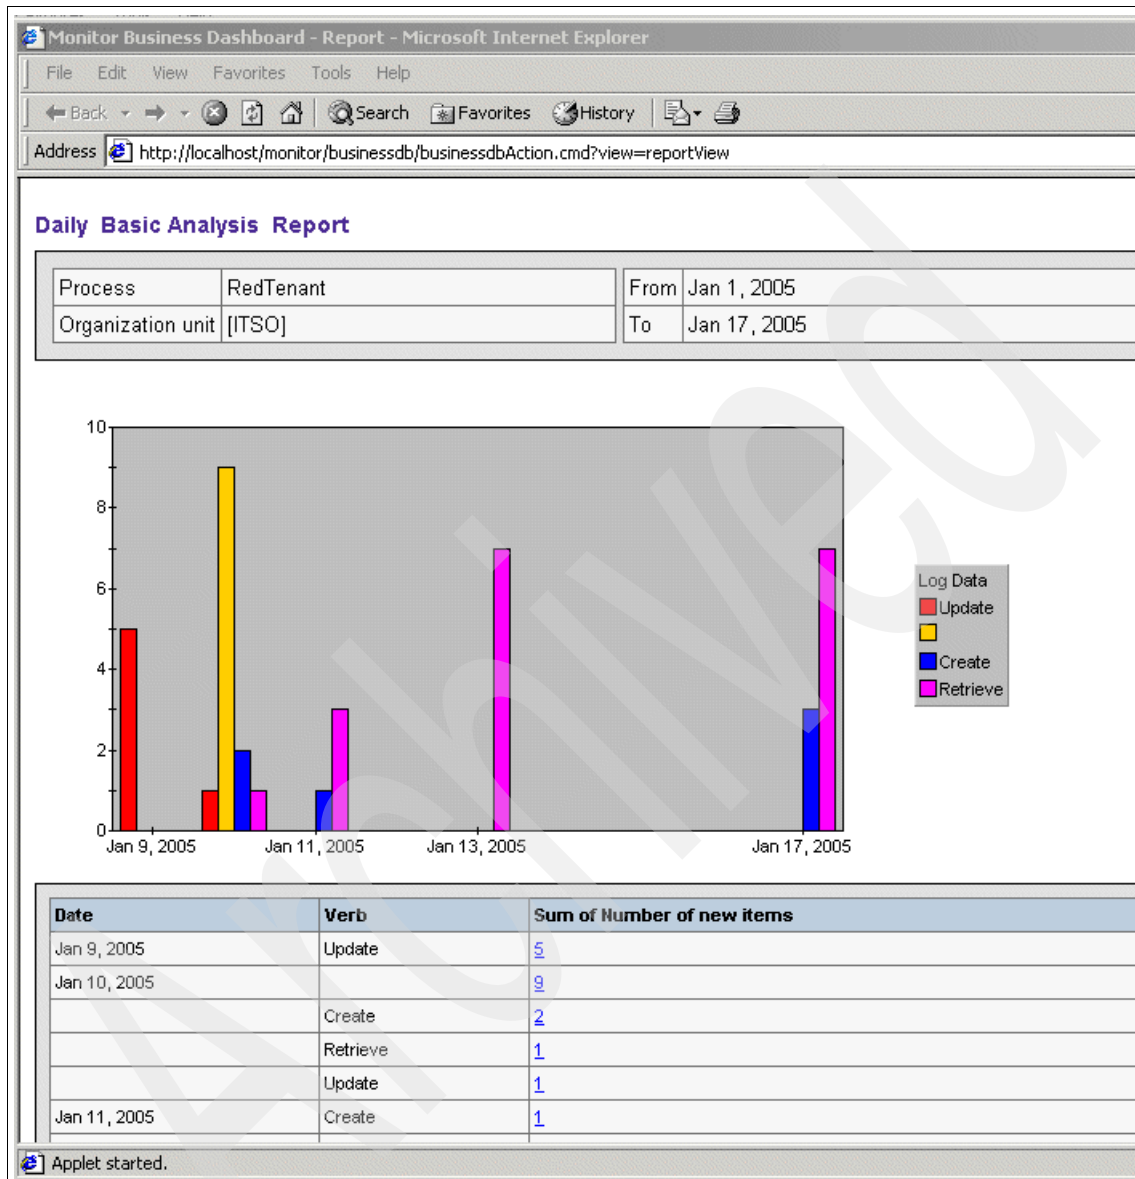 Monitor Business Dashboard - Report - Microsoft Internet Explorer
File Edit View Favorites Tools Help
Back Search Favorites History
Address http://localhost/monitor/businessdb/businessdbAction.cmd?view=reportView
Daily Basic Analysis Report
Process RedTenant From Jan 1, 2005
Organization unit [ITSO] To Jan 17, 2005
10
8
6
4
2
0
Jan 9, 2005 Jan 11, 2005 Jan 13, 2005 Jan 17, 2005
Log Data
Update
Create
Retrieve
Date Verb Sum of Number of new items
Jan 9, 2005 Update 5
Jan 10, 2005 9
Create 2
Retrieve 1
Update 1
Jan 11, 2005 Create 1
Applet started.
Archived